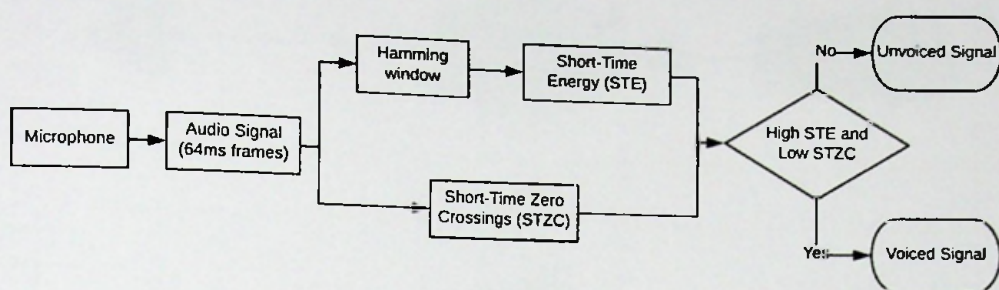 Microphone
Audio Signal
(64ms frames)
Hamming
window
Short-Time
Energy (STE)
Short-Time Zero
Crossings (STZC)
High STE and
Low STZC
No
Unvoiced Signal
Yes
Voiced Signal